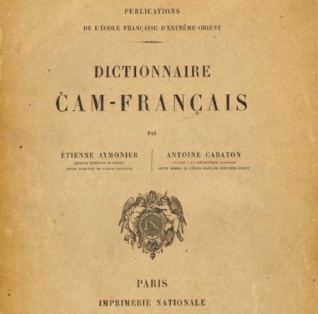 PUBLICATIONS
DE L'ÉCOLE FRANÇAISE D'EXTRÊME-ORIENT
DICTIONNAIRE
ČAM-FRANÇAIS
PAR
ÉTIENNE AYMONIER
ANTOINE CABATON
PARIS
IMPRIMERIE NATIONALE